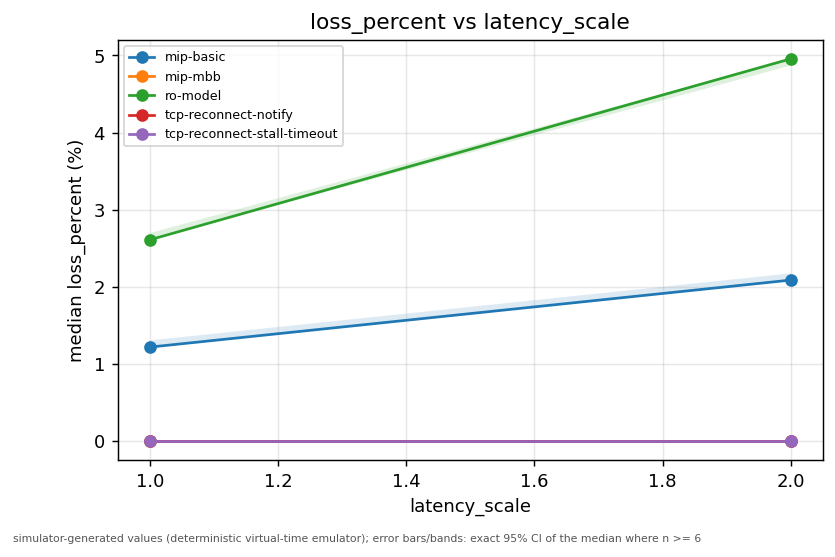 loss_percent vs latency_scale
mip-basic
mip-mbb
ro-model
tcp-reconnect-notify
tcp-reconnect-stall-timeout
median loss_percent (%)
5
4
3
2
1
0
1.0 1.2 1.4 1.6 1.8 2.0
latency_scale
simulator-generated values (deterministic virtual-time emulator); error bars/bands: exact 95% CI of the median where n >= 6